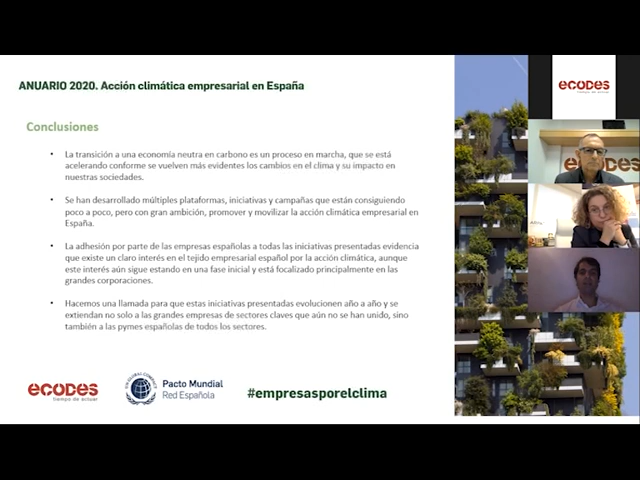 ANUARIO 2020. Acción climática empresarial en España
Conclusiones
• La transición a una economía neutra en carbono es un proceso en marcha, que se está
acelerando conforme se vuelven más evidentes los cambios en el clima y su impacto en
nuestras sociedades.
• Se han desarrollado múltiples plataformas, iniciativas y campañas que están consiguiendo
poco a poco, pero con gran ambición, promover y movilizar la acción climática empresarial en
España.
• La adhesión por parte de las empresas españolas a todas las iniciativas presentadas evidencia
que existe un claro interés en el tejido empresarial español por la acción climática, aunque
este interés aún sigue estando en una fase inicial y está focalizado principalmente en las
grandes corporaciones.
• Hacemos una llamada para que estas iniciativas presentadas evolucionen año a año y se
extiendan no solo a las grandes empresas de sectores claves que aún no se han unido, sino
también a las pymes españolas de todos los sectores.
ecodes
tiempo de actuar
Pacto Mundial
Red Española
#empresasporelclima
ecodes
tiempo de actuar